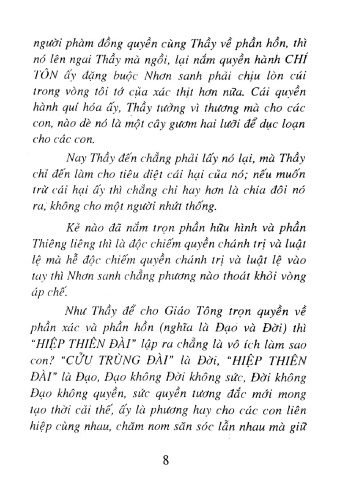 người phàm đồng quyền cùng Thầy về phần hồn, thì
nó lên ngai Thầy mà ngồi, lại nắm quyền hành CHÍ
TÔN ấy đặng buộc Nhơn sanh phải chịu lòn cúi
trong vòng tôi tớ của xác thịt hơn nữa. Cái quyền
hành quí hóa ấy, Thầy tưởng vì thương mà cho các
con, nào dè nó là một cây gươm hai lưỡi để dục loạn
cho các con.
Nay Thầy đến chẳng phải lấy nó lại, mà Thầy
chỉ đến làm cho tiêu diệt cái hại của nó; nếu muốn
trừ cái hại ấy thì chẳng chi hay hơn là chia đôi nó
ra, không cho một người nhứt thống.
Kẻ nào đã nắm trọn phần hữu hình và phần
Thiêng liêng thì là độc chiếm quyền chánh trị và luật
lệ mà hễ độc chiếm quyền chánh trị và luật lệ vào
tay thì Nhơn sanh chẳng phương nào thoát khỏi vòng
áp chế.
Như Thầy để cho Giáo Tông trọn quyền về
phần xác và phần hồn (nghĩa là Đạo và Đời) thì
"HIỆP THIÊN ĐÀI" lập ra chẳng là vô ích lắm sao
con? "CỬU TRÙNG ĐÀI" là Đời, "HIỆP THIÊN
ĐÀI" là Đạo, Đạo không Đời không sức, Đời không
Đạo không quyền, sức quyền tương đắc mới mong
tạo thời cải thế, ấy là phương hay cho các con liên
hiệp cùng nhau, chăm nom săn sóc lẫn nhau mà giữ
8